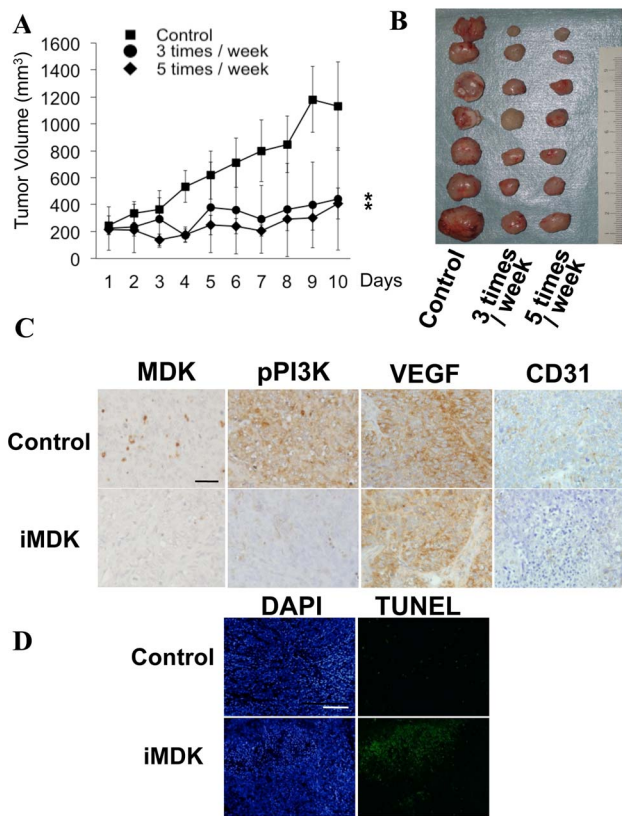 A
Control
3 times / week
5 times / week
Tumor Volume (mm3)
1600
1400
1200
1000
800
600
400
200
0
1 2 3 4 5 6 7 8 9 10 Days
*
*
B
Control
3 times
/ week
5 times
/ week
C
MDK pPI3K VEGF CD31
Control
iMDK
D
DAPI TUNEL
Control
iMDK